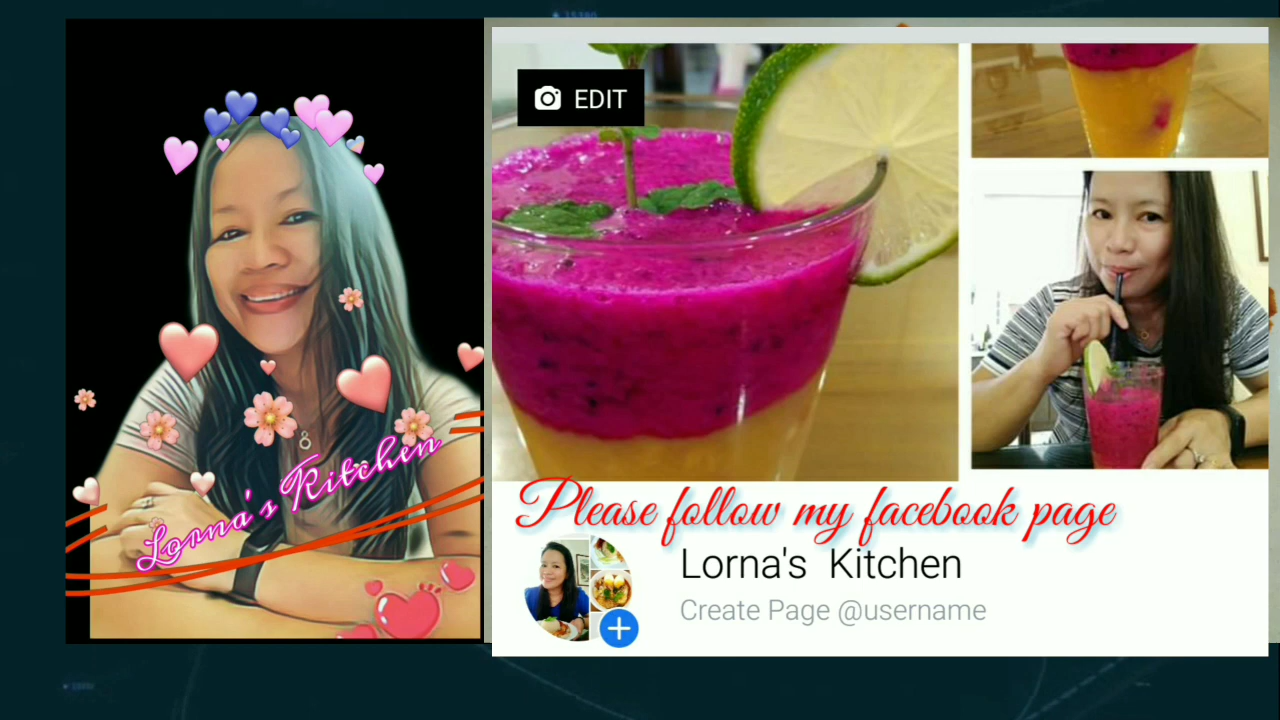 Lorna's Kitchen
EDIT
Please follow my facebook page
Lorna's Kitchen
Create Page @username